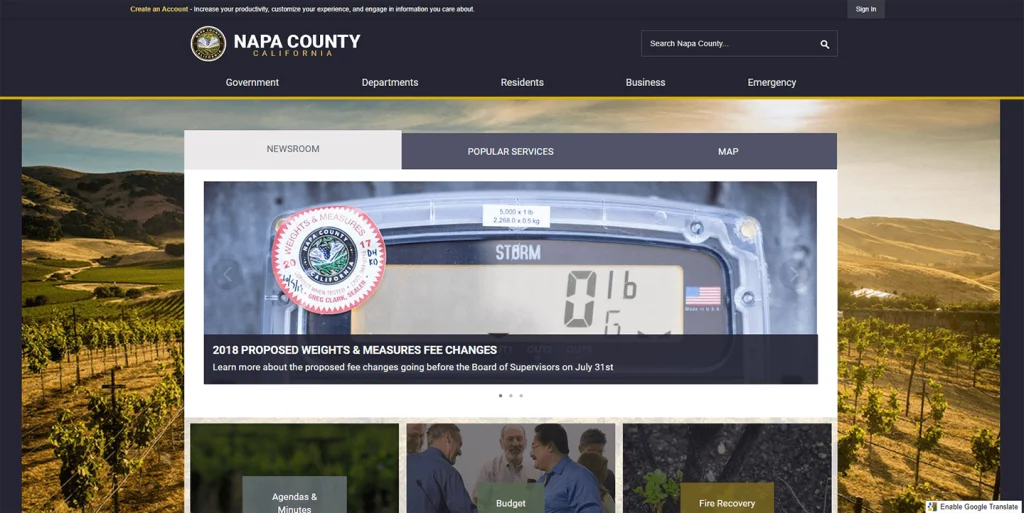 Create an Account - Increase your productivity, customize your experience, and engage in information you care about.
Sign In
NAPA COUNTY
CALIFORNIA
Search Napa County...
Government
Departments
Residents
Business
Emergency
NEWSROOM
POPULAR SERVICES
MAP
5,000 x 1 lb
2,268.0 x 0.5 kg
STORM
WEIGHTS & MEASURES
20 17
NAPA COUNTY
CALIFORNIA
GREG CLARK, SEALER
0 lb
G
Made in U S A
2018 PROPOSED WEIGHTS & MEASURES FEE CHANGES
Learn more about the proposed fee changes going before the Board of Supervisors on July 31st
Agendas &
Minutes
Budget
Fire Recovery
Enable Google Translate